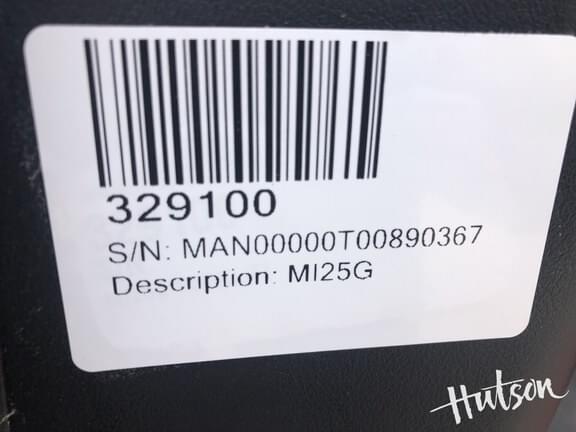 329100
S/N: MAN00000T00890367
Description: MI25G
Hutson